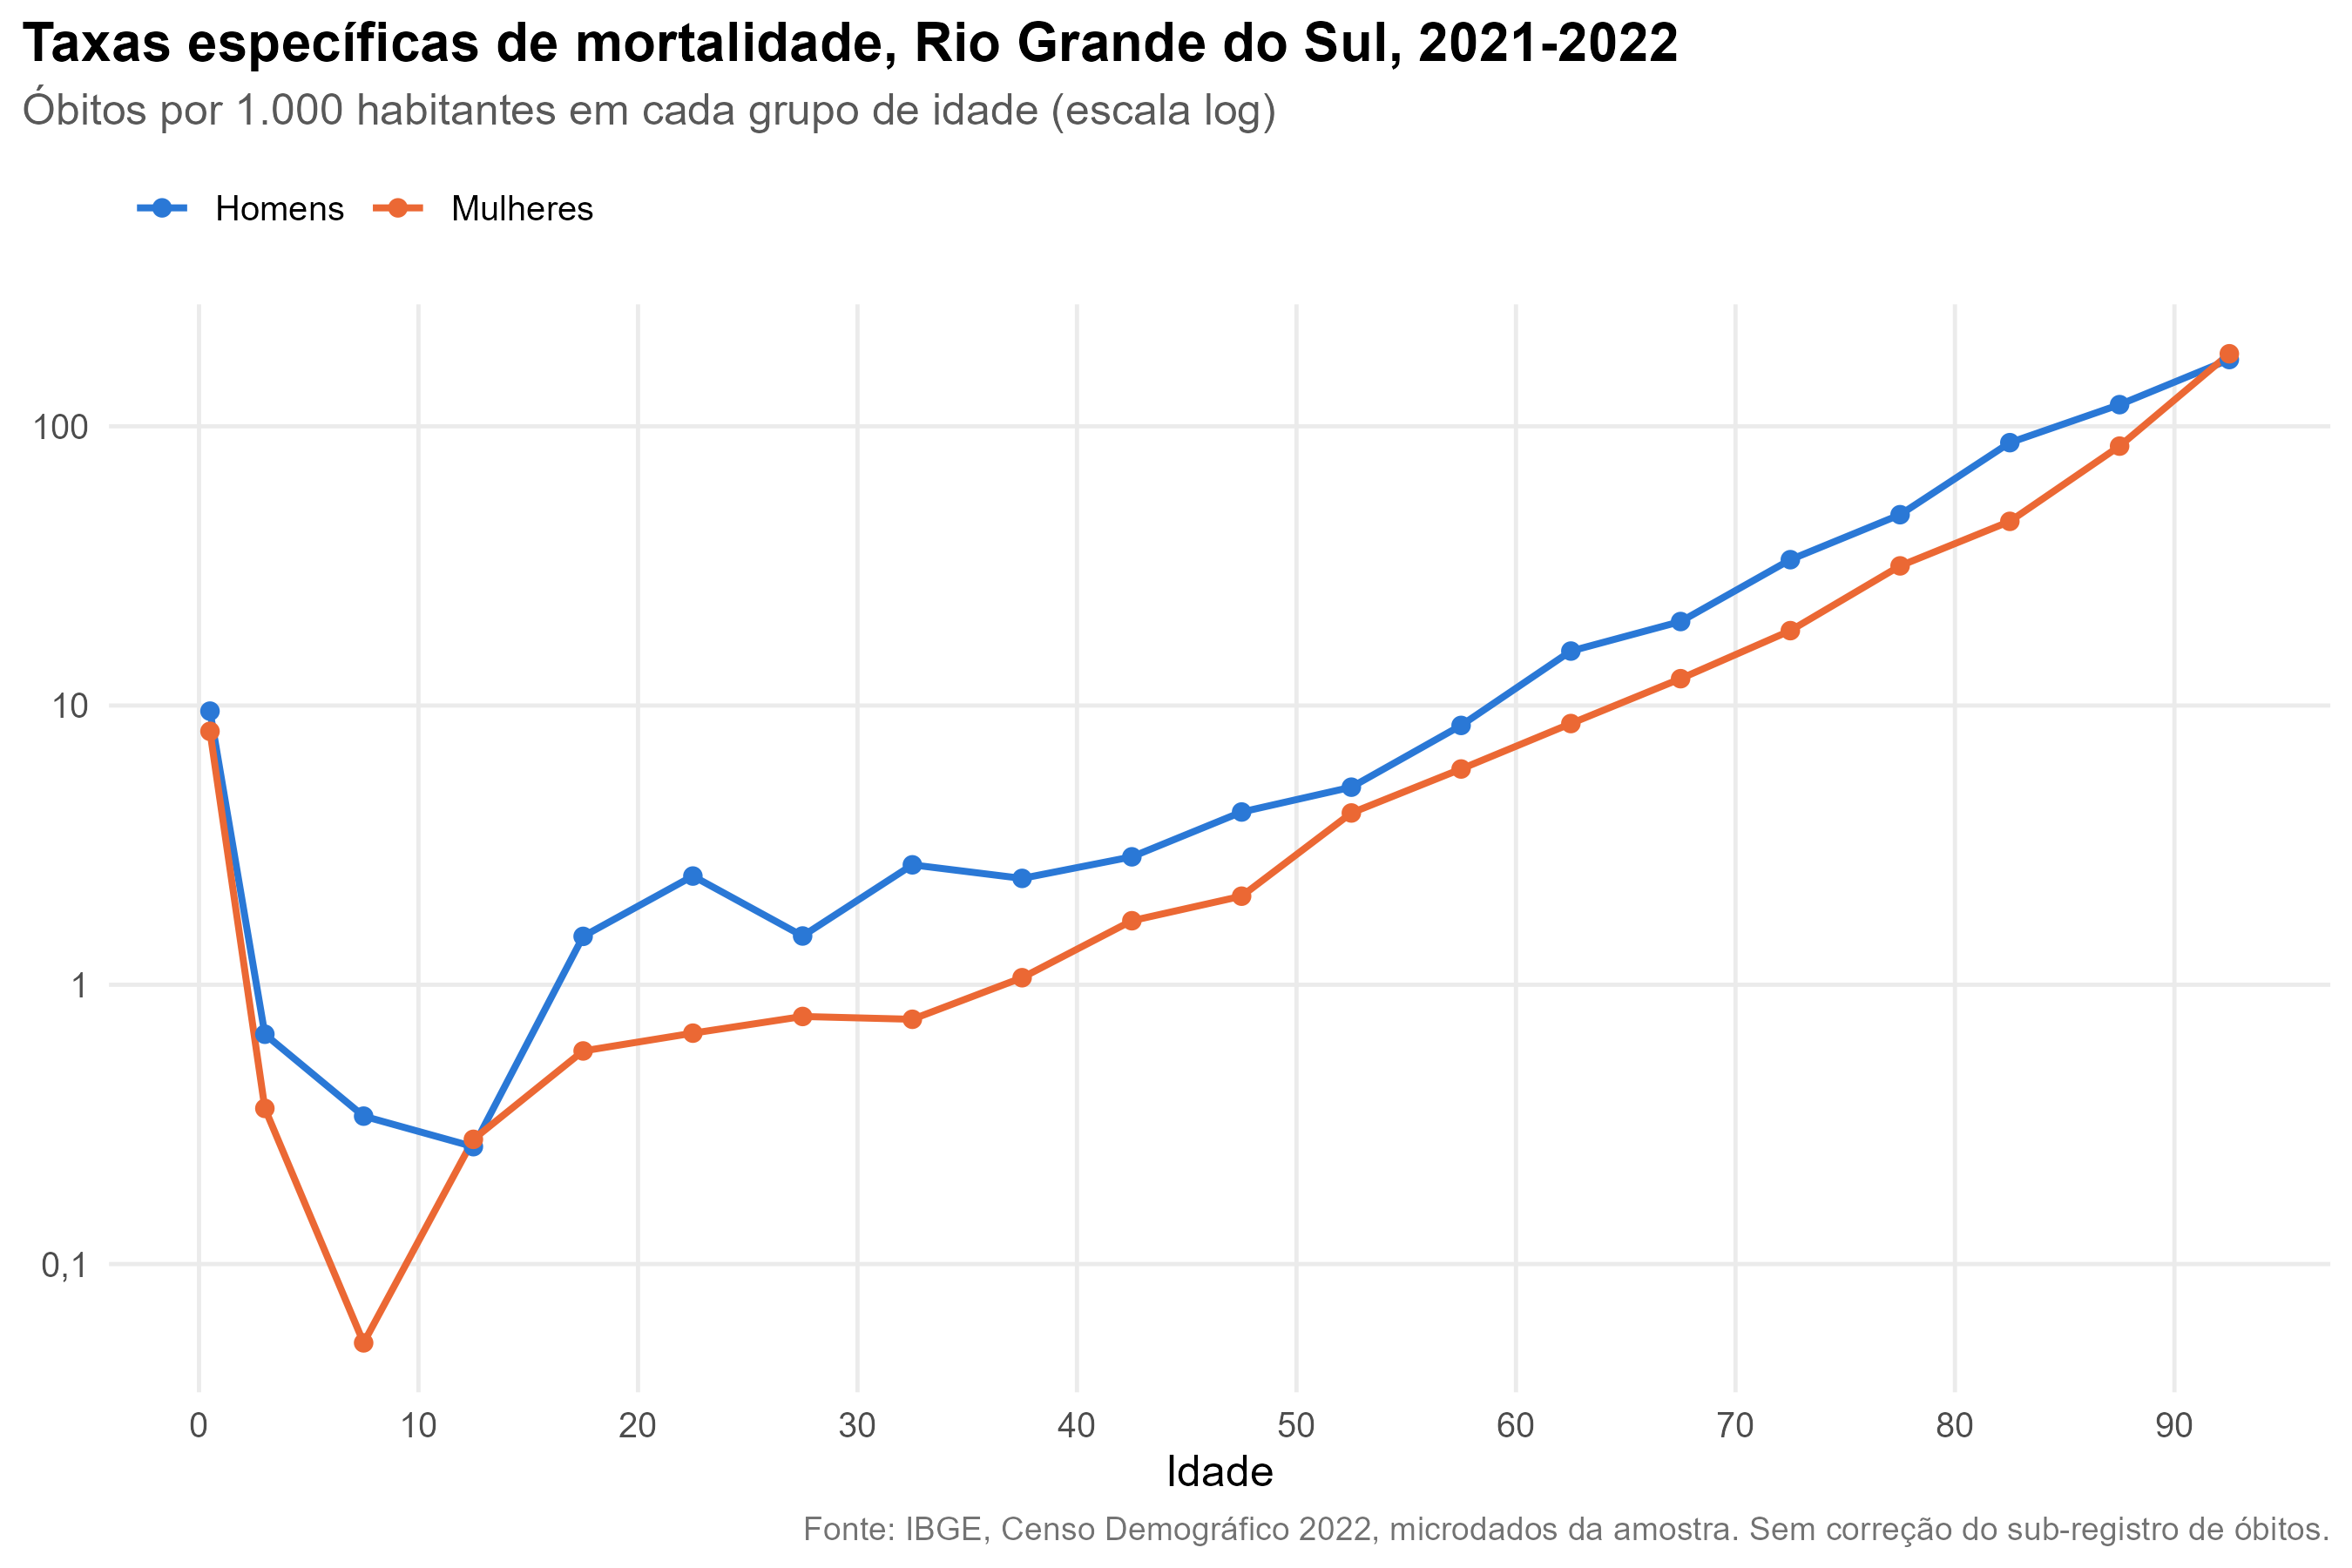 Taxas específicas de mortalidade, Rio Grande do Sul, 2021-2022
Óbitos por 1.000 habitantes em cada grupo de idade (escala log)
Homens Mulheres
100
10
1
0,1
0 10 20 30 40 50 60 70 80 90
Idade
Fonte: IBGE, Censo Demográfico 2022, microdados da amostra. Sem correção do sub-registro de óbitos.